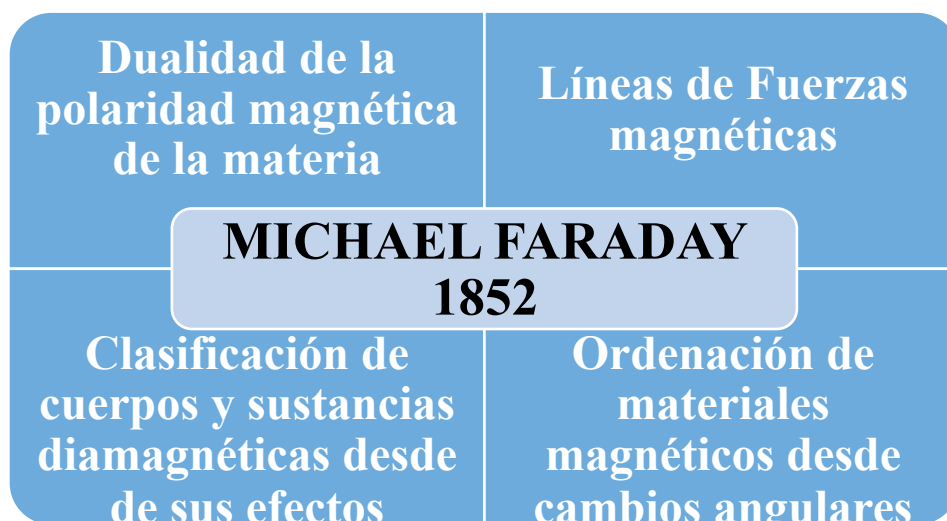 Dualidad de la
polaridad magnética
de la materia
Líneas de Fuerzas
magnéticas
MICHAEL FARADAY
1852
Clasificación de
cuerpos y sustancias
diamagnéticas desde
de sus efectos
Ordenación de
materiales
magnéticos desde
cambios angulares